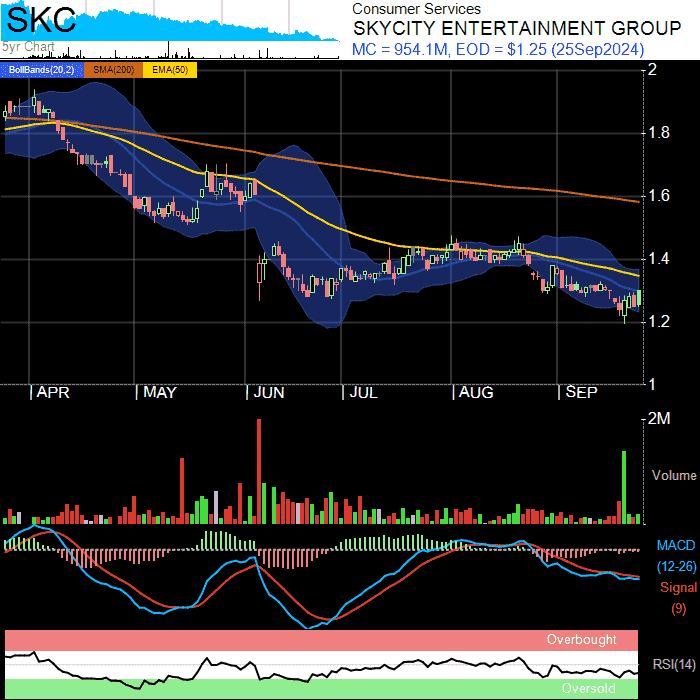 SKC
5yr Chart
Consumer Services
SKYCITY ENTERTAINMENT GROUP
MC = 954.1M, EOD = $1.25 (25Sep2024)
BollBands(20,2) SMA(200) EMA(50)
2
1.8
1.6
1.4
1.2
1
APR MAY JUN JUL AUG SEP
2M
Volume
MACD
(12-26)
Signal
(9)
Overbought
RSI(14)
Oversold